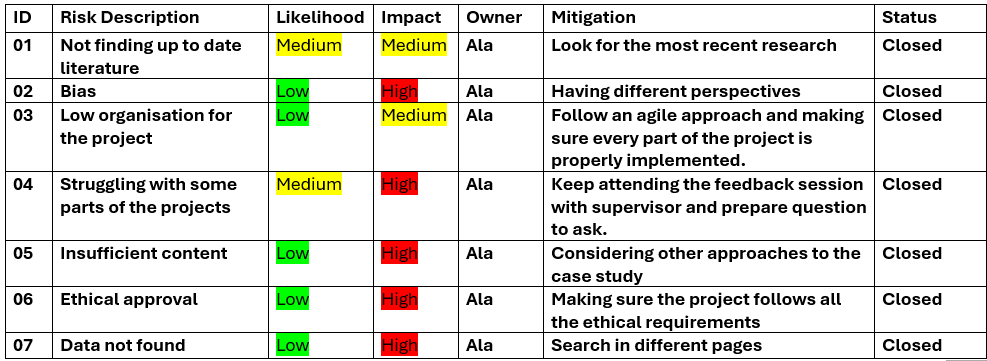 ID Risk Description Likelihood Impact Owner Mitigation Status
01 Not finding up to date Medium Medium Ala Look for the most recent research Closed
literature
02 Bias Low High Ala Having different perspectives Closed
03 Low organisation for Low Medium Ala Follow an agile approach and making Closed
the project sure every part of the project is
properly implemented.
04 Struggling with some Medium High Ala Keep attending the feedback session Closed
parts of the projects with supervisor and prepare question
to ask.
05 Insufficient content Low High Ala Considering other approaches to the Closed
case study
06 Ethical approval Low High Ala Making sure the project follows all Closed
the ethical requirements
07 Data not found Low High Ala Search in different pages Closed